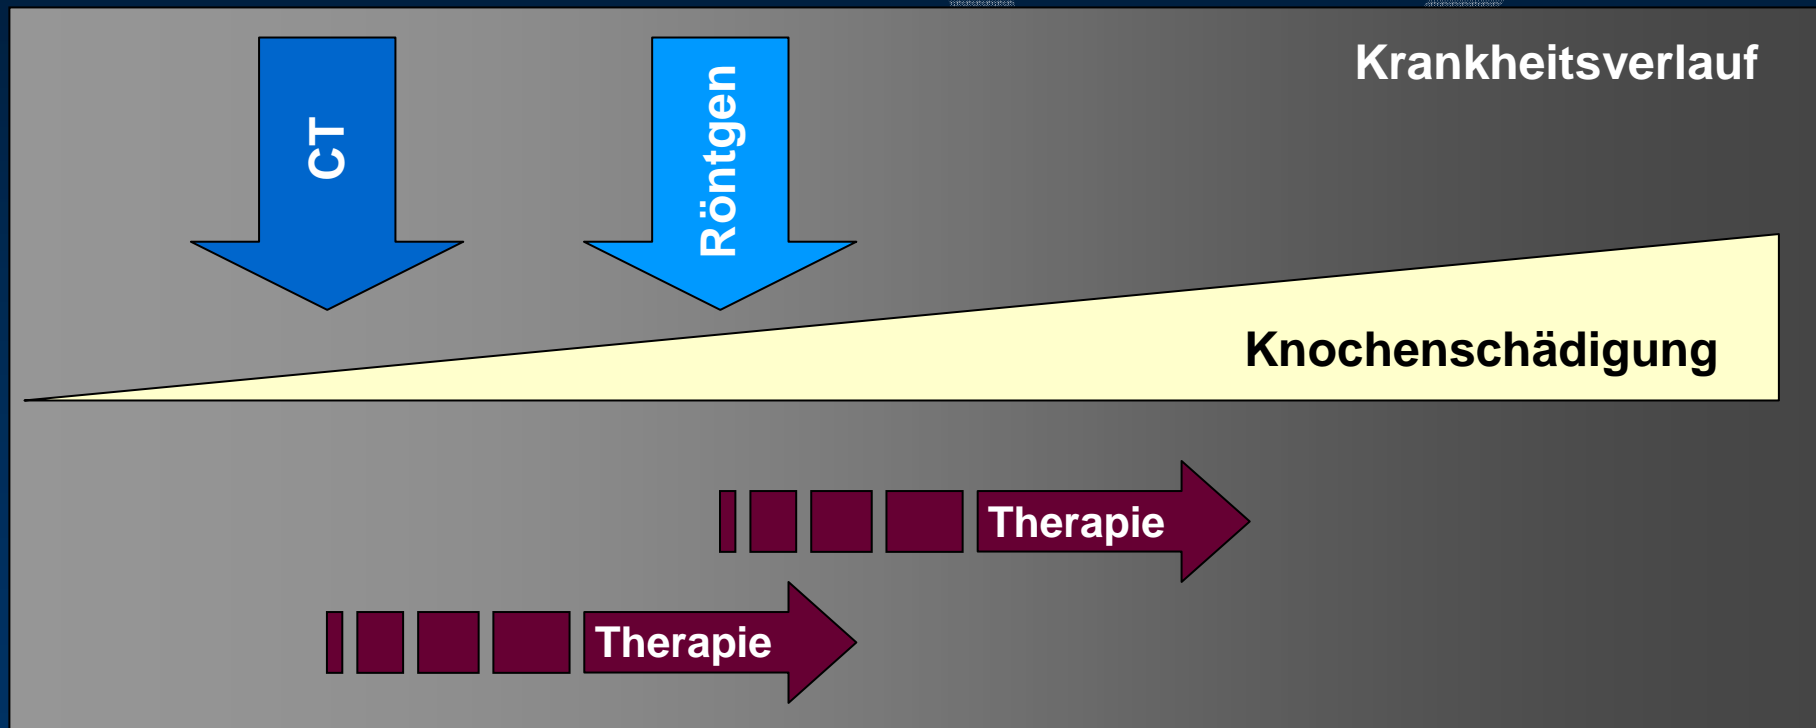 Krankheitsverlauf
CT
Röntgen
Knochenschädigung
Therapie
Therapie